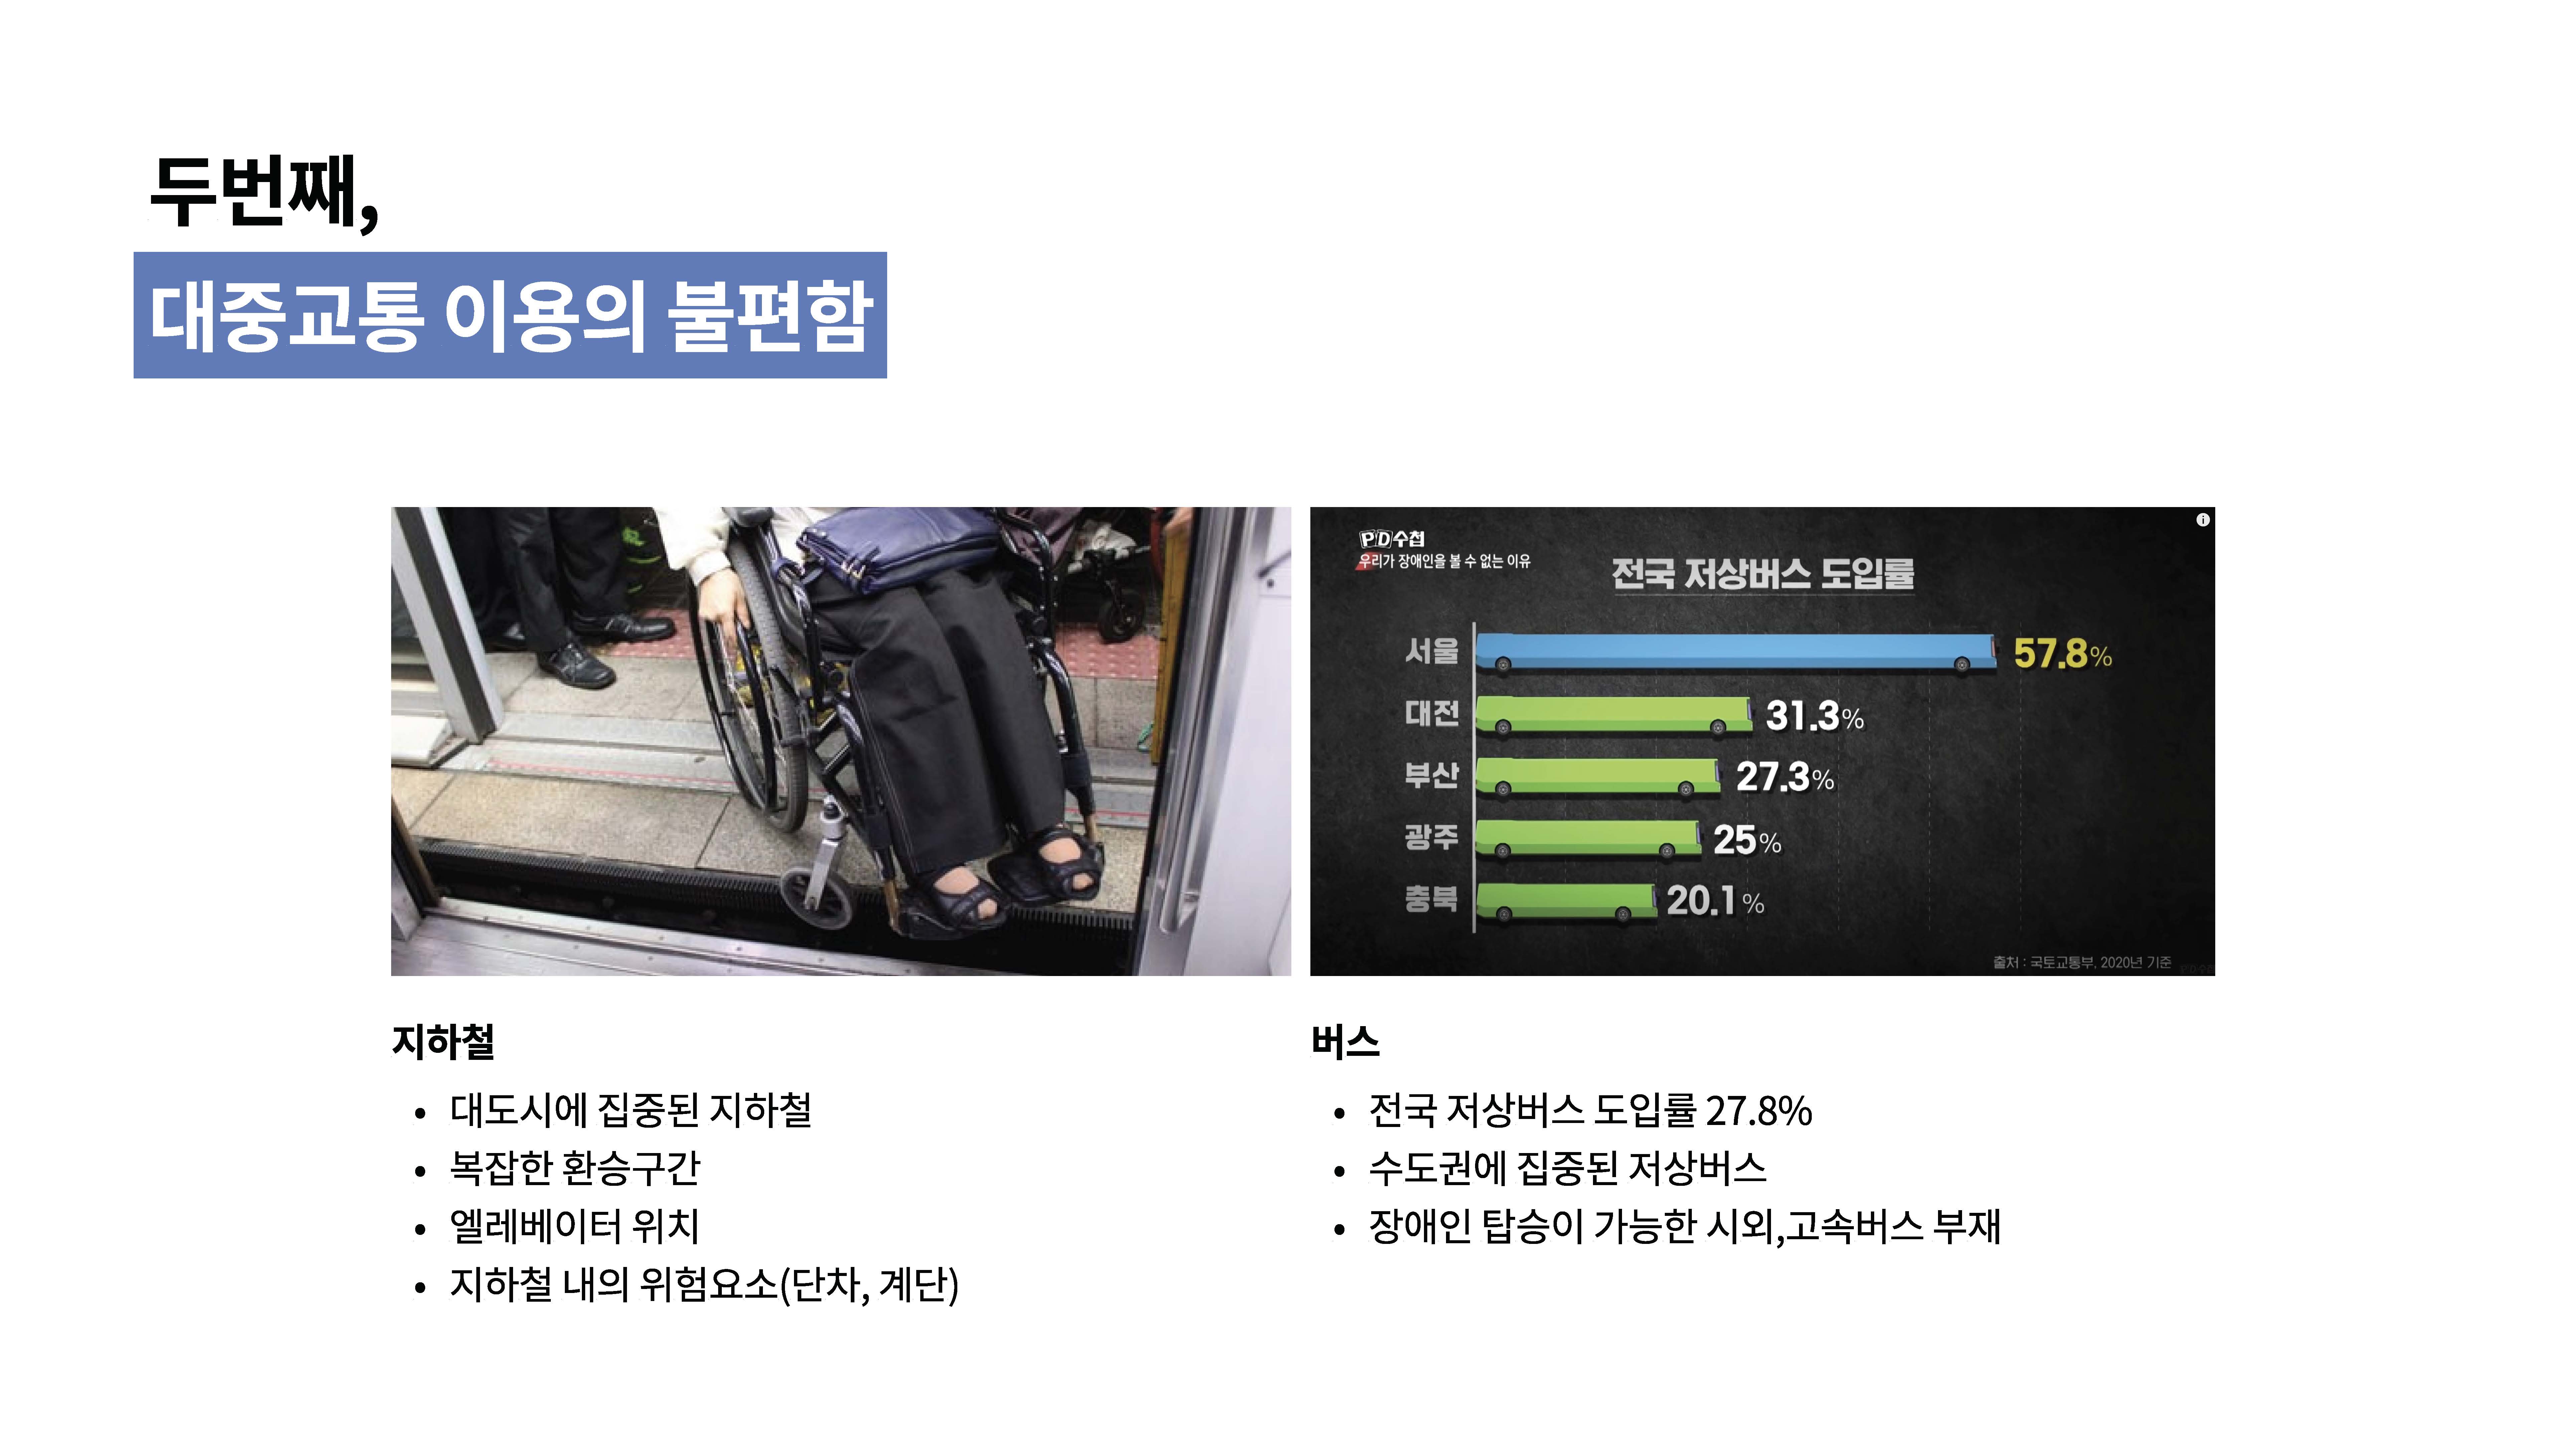 두번째,
대중교통 이용의 불편함
PD수첩
우리가 장애인을 볼 수 없는 이유
전국 저상버스 도입률
서울 57.8%
대전 31.3%
부산 27.3%
광주 25%
충북 20.1%
출처 : 국토교통부, 2020년 기준
지하철
• 대도시에 집중된 지하철
• 복잡한 환승구간
• 엘레베이터 위치
• 지하철 내의 위험요소(단차, 계단)
버스
• 전국 저상버스 도입률 27.8%
• 수도권에 집중된 저상버스
• 장애인 탑승이 가능한 시외,고속버스 부재